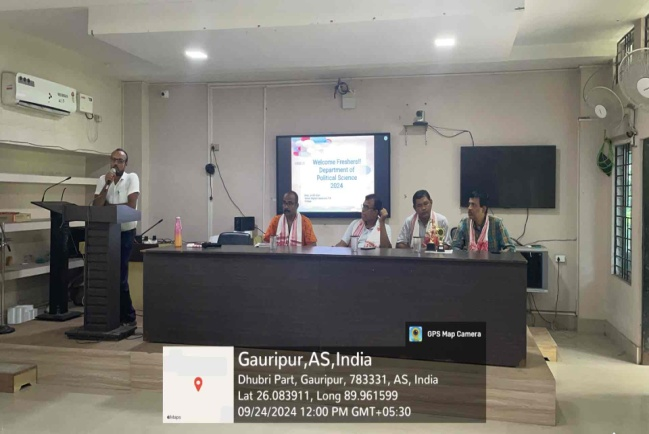 Welcome Freshers!!
Department of
Political Science
2024
GPS Map Camera
Gauripur,AS,India
Dhubri Part, Gauripur, 783331, AS, India
Lat 26.083911, Long 89.961599
09/24/2024 12:00 PM GMT+05:30